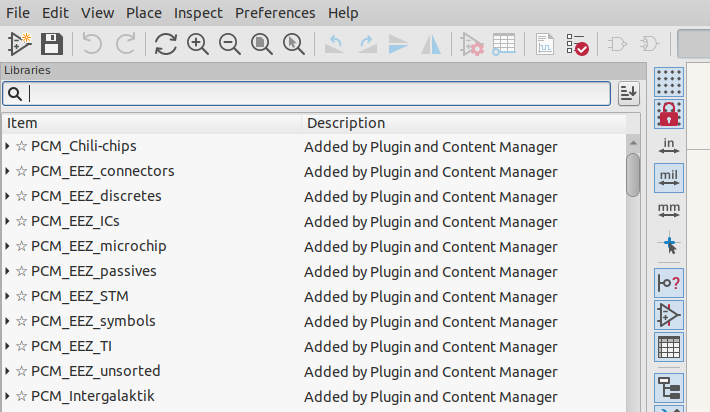 File Edit View Place Inspect Preferences Help
Libraries
Item Description
PCM_Chili-chips Added by Plugin and Content Manager
PCM_EEZ_connectors Added by Plugin and Content Manager
PCM_EEZ_discretes Added by Plugin and Content Manager
PCM_EEZ_ICs Added by Plugin and Content Manager
PCM_EEZ_microchip Added by Plugin and Content Manager
PCM_EEZ_passives Added by Plugin and Content Manager
PCM_EEZ_STM Added by Plugin and Content Manager
PCM_EEZ_symbols Added by Plugin and Content Manager
PCM_EEZ_TI Added by Plugin and Content Manager
PCM_EEZ_unsorted Added by Plugin and Content Manager
PCM_Intergalaktik Added by Plugin and Content Manager
in
mil
mm